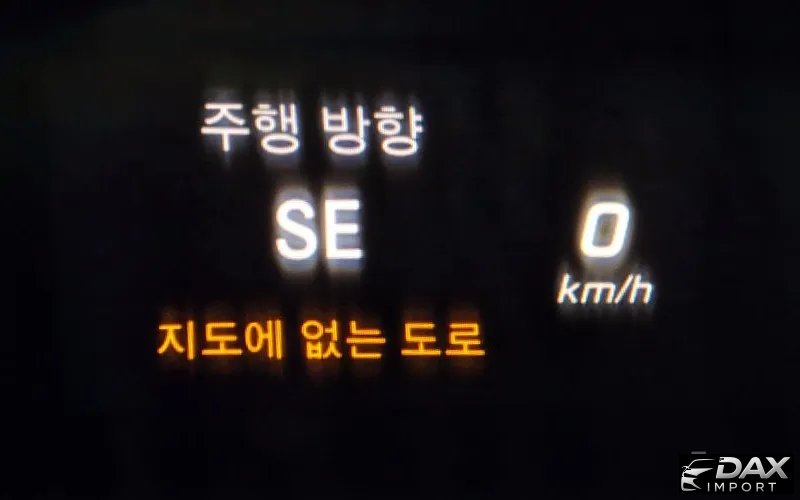 주행 방향
SE
0
km/h
지도에 없는 도로
DAX
IMPORT